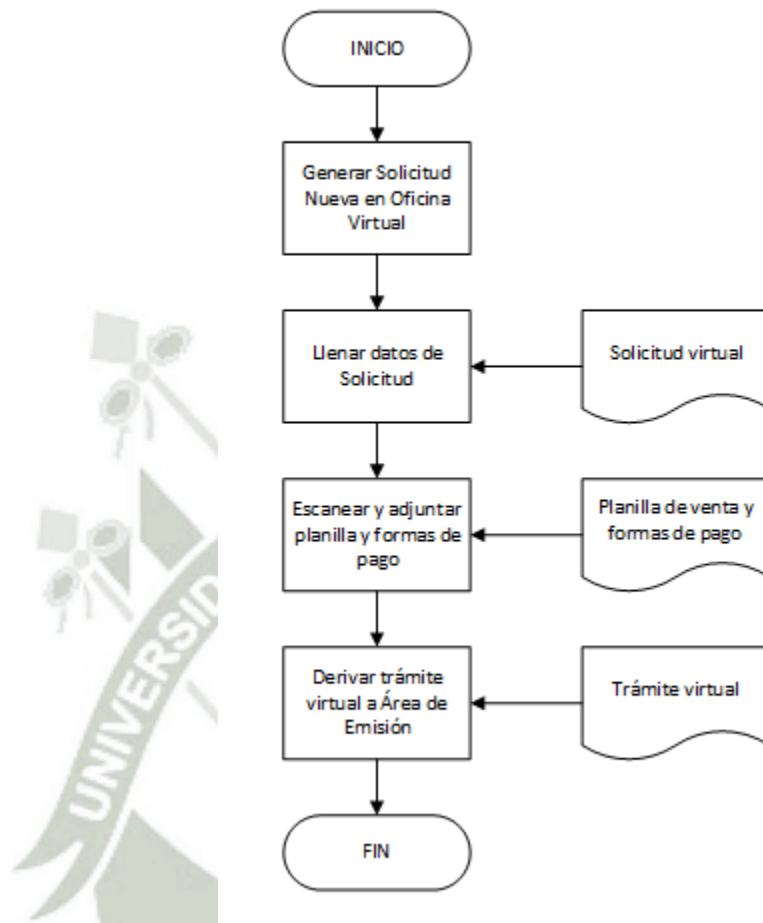 INICIO
Generar Solicitud
Nueva en Oficina
Virtual
Llenar datos de
Solicitud
Solicitud virtual
Escanear y adjuntar
planilla y formas de
pago
Planilla de venta y
formas de pago
Derivar trámite
virtual a Área de
Emisión
Trámite virtual
FIN
UNIVERSID